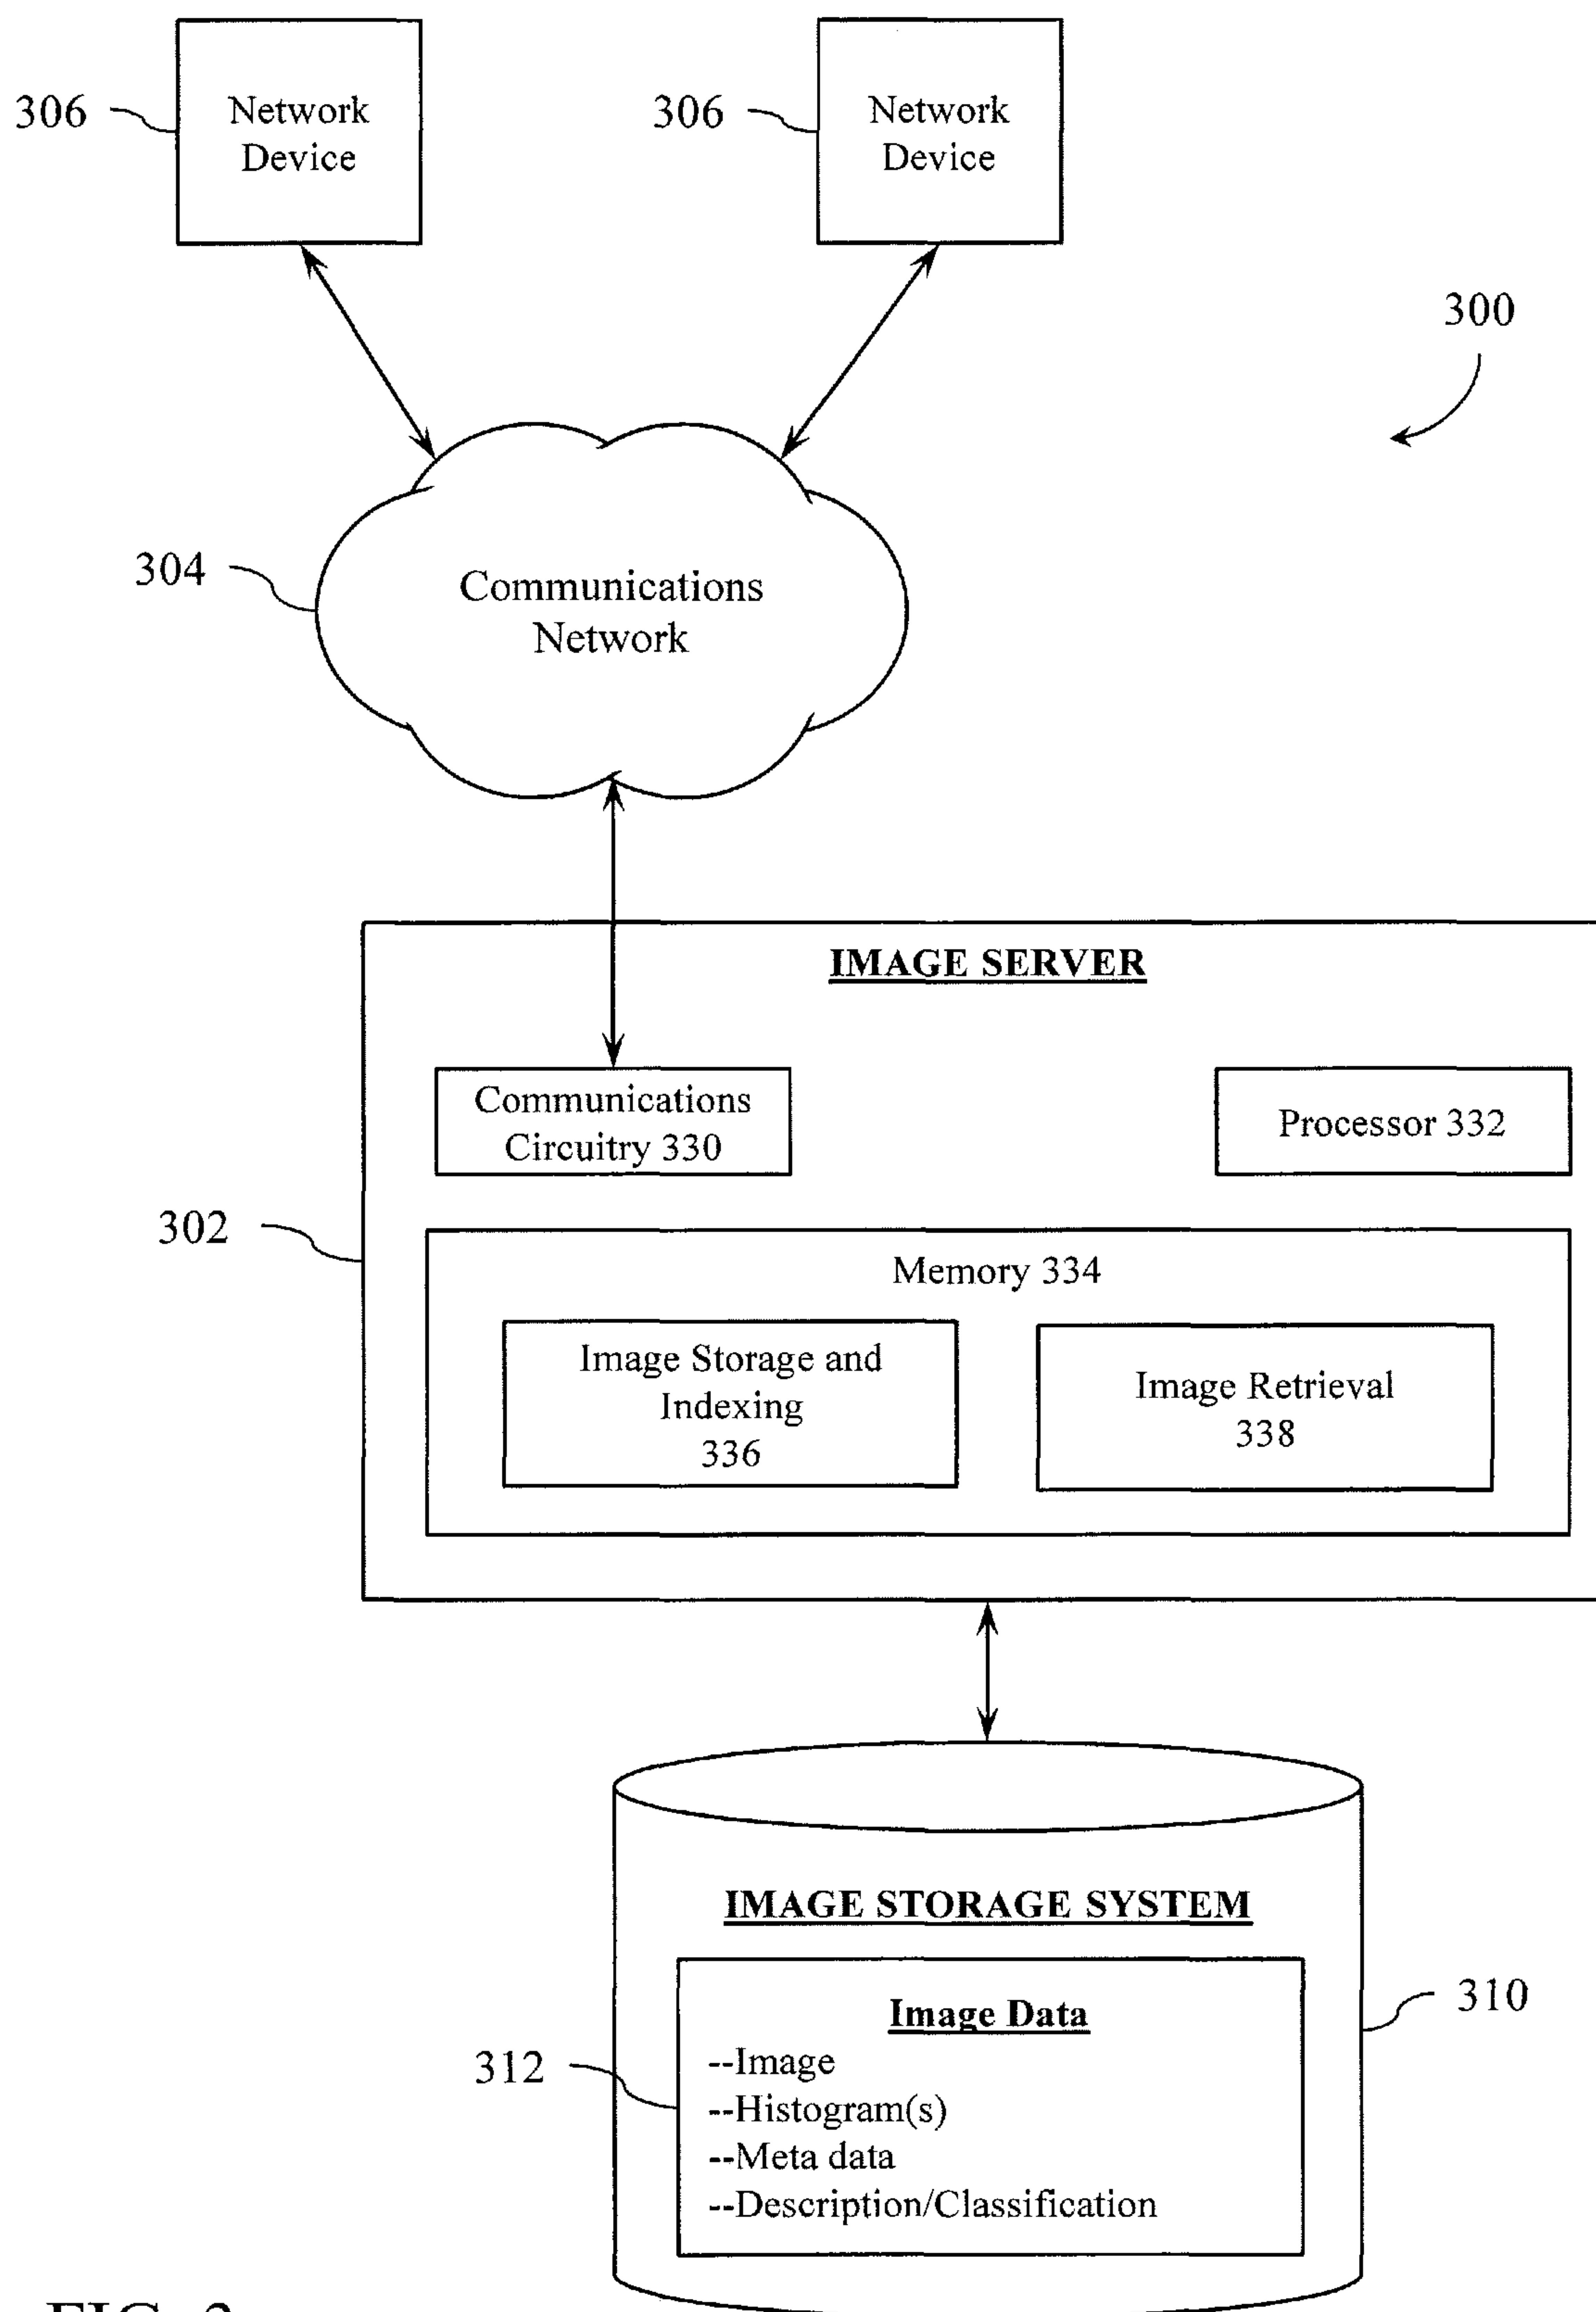 306
Network
Device
306
Network
Device
300
304
Communications
Network
IMAGE SERVER
Communications
Circuitry 330
Processor 332
302
Memory 334
Image Storage and
Indexing
336
Image Retrieval
338
IMAGE STORAGE SYSTEM
310
Image Data
312
--Image
--Histogram(s)
--Meta data
--Description/Classification
FIG.